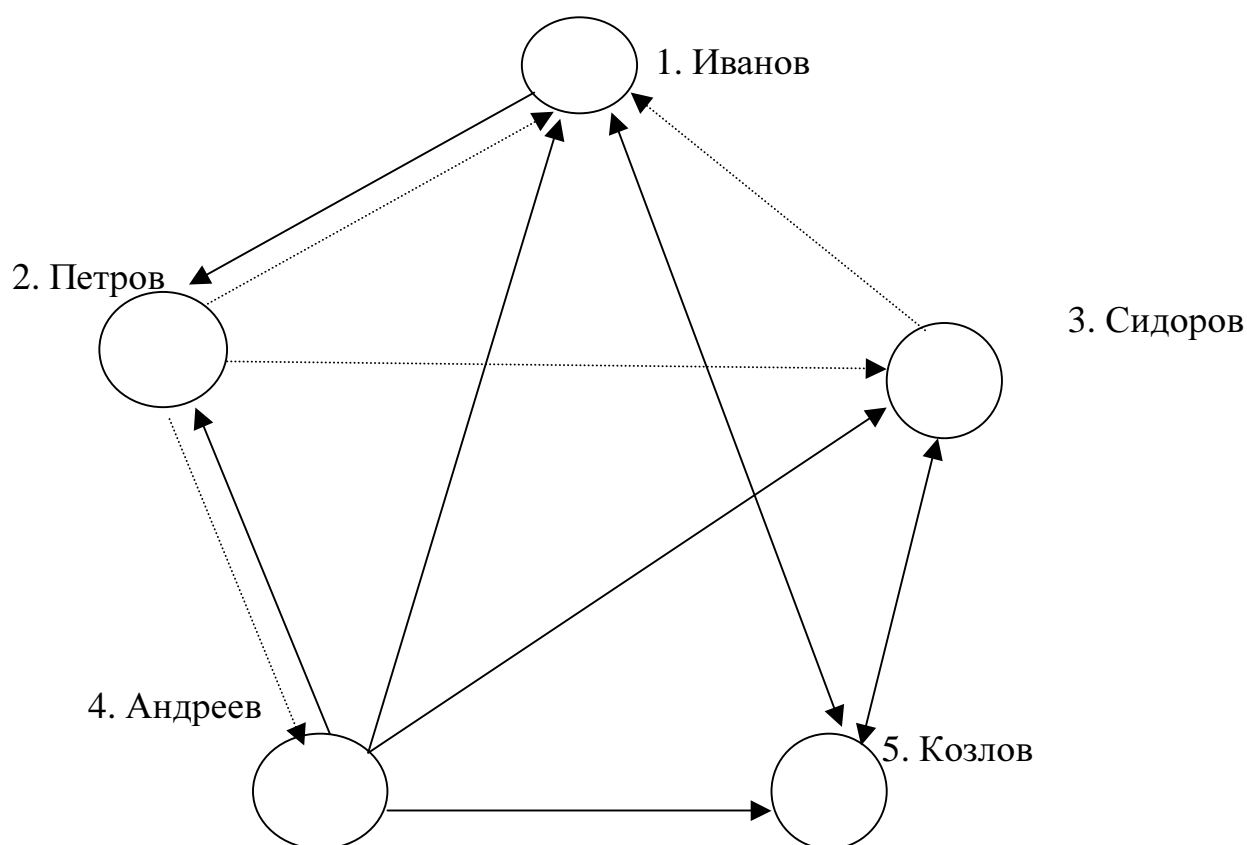 1. Иванов
2. Петров
3. Сидоров
4. Андреев
5. Козлов